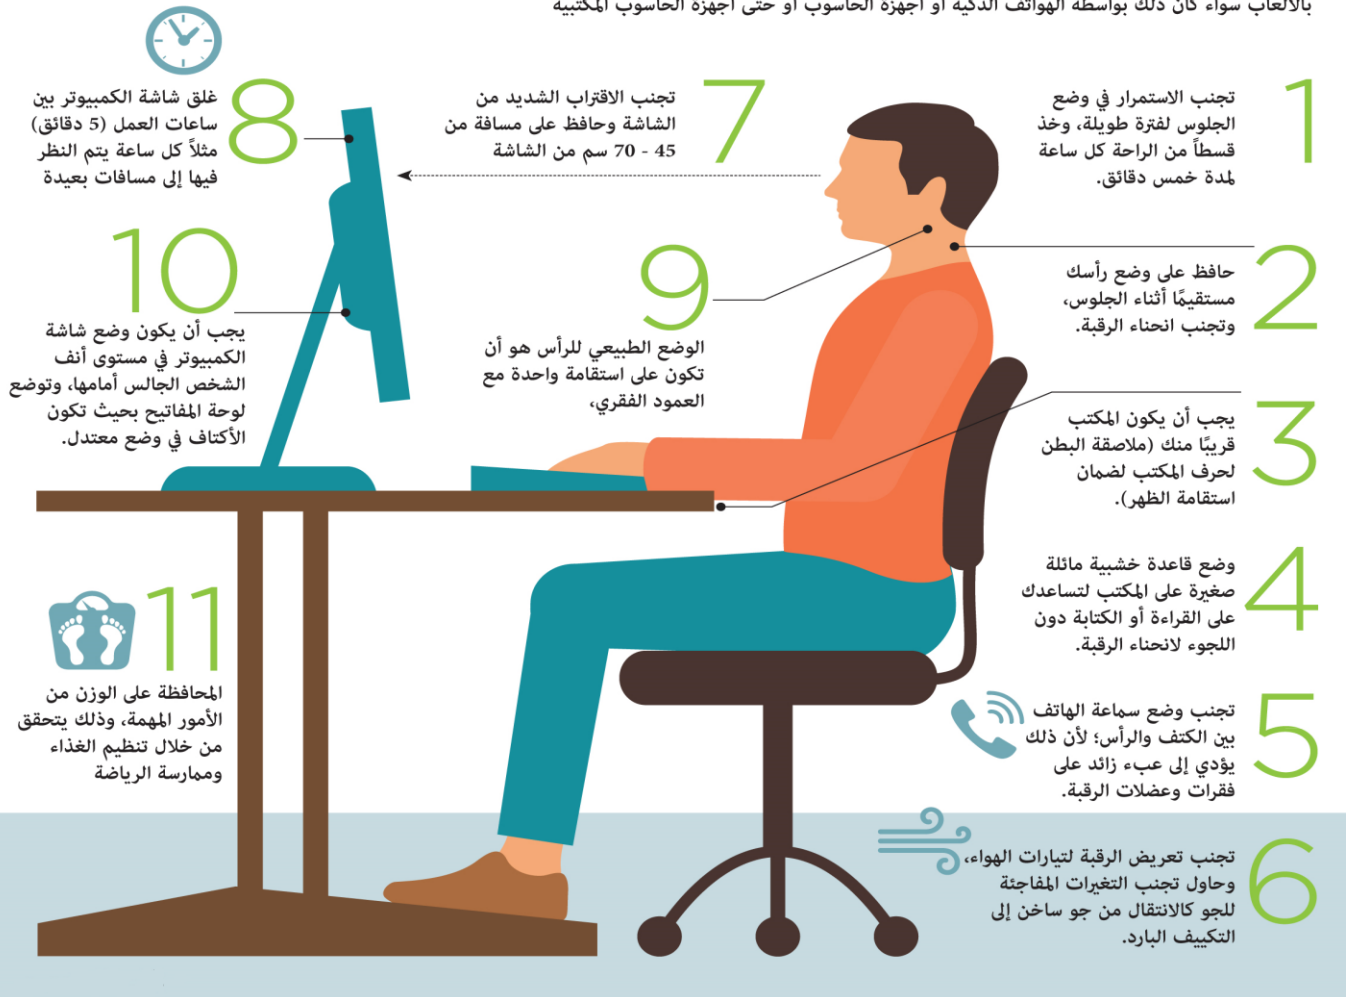 بالألعاب سواء كان ذلك بواسطة الهواتف الذكية أو أجهزة الحاسوب أو حتى أجهزة الحاسوب المكتبية
1
تجنب الاستمرار في وضع
الجلوس لفترة طويلة، وخذ
قسطاً من الراحة كل ساعة
لمدة خمس دقائق.
2
حافظ على وضع رأسك
مستقيمًا أثناء الجلوس،
وتجنب انحناء الرقبة.
3
يجب أن يكون المكتب
قريبًا منك (ملاصقة البطن
لحرف المكتب لضمان
استقامة الظهر).
4
وضع قاعدة خشبية مائلة
صغيرة على المكتب لتساعدك
على القراءة أو الكتابة دون
اللجوء لانحناء الرقبة.
5
تجنب وضع سماعة الهاتف
بين الكتف والرأس؛ لأن ذلك
يؤدي إلى عبء زائد على
فقرات وعضلات الرقبة.
6
تجنب تعريض الرقبة لتيارات الهواء،
وحاول تجنب التغيرات المفاجئة
للجو كالانتقال من جو ساخن إلى
التكييف البارد.
7
تجنب الاقتراب الشديد من
الشاشة وحافظ على مسافة من
45 - 70 سم من الشاشة
8
غلق شاشة الكمبيوتر بين
ساعات العمل (5 دقائق)
مثلاً كل ساعة يتم النظر
فيها إلى مسافات بعيدة
9
الوضع الطبيعي للرأس هو أن
تكون على استقامة واحدة مع
العمود الفقري،
10
يجب أن يكون وضع شاشة
الكمبيوتر في مستوى أنف
الشخص الجالس أمامها، وتوضع
لوحة المفاتيح بحيث تكون
الأكتاف في وضع معتدل.
11
المحافظة على الوزن من
الأمور المهمة، وذلك يتحقق
من خلال تنظيم الغذاء
وممارسة الرياضة